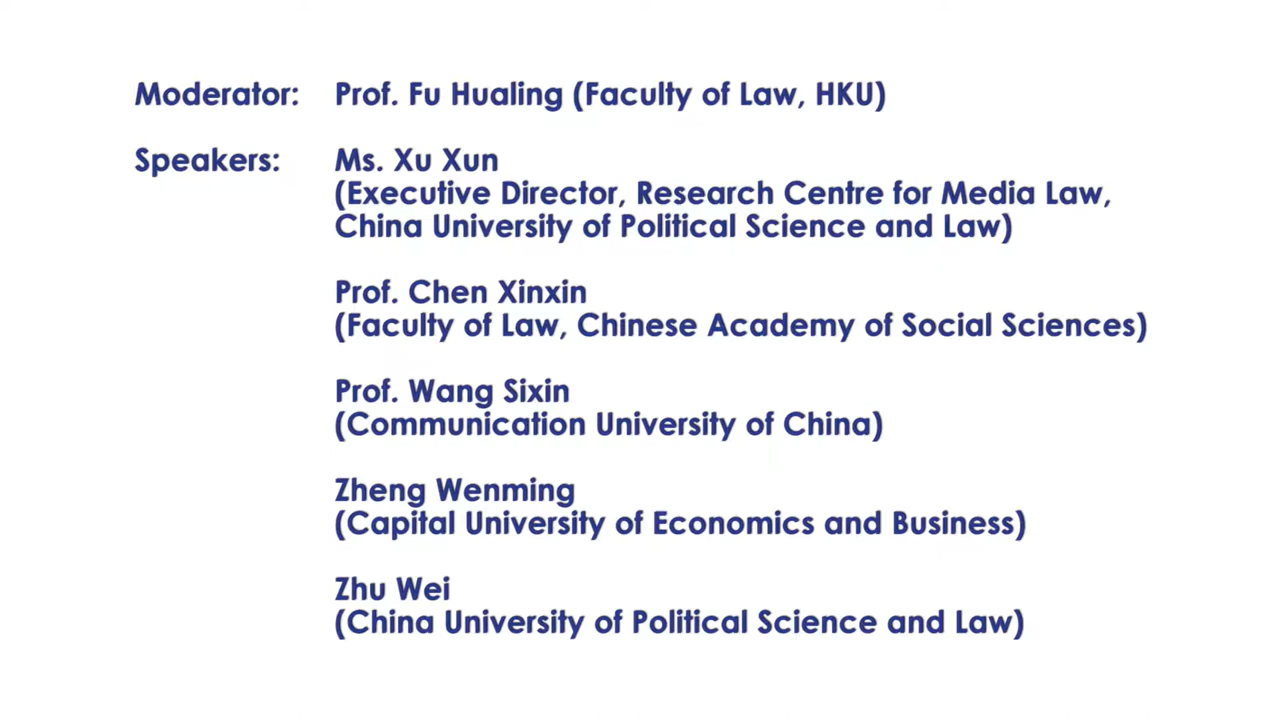 Moderator: Prof. Fu Hualing (Faculty of Law, HKU)
Speakers: Ms. Xu Xun
(Executive Director, Research Centre for Media Law,
China University of Political Science and Law)
Prof. Chen Xinxin
(Faculty of Law, Chinese Academy of Social Sciences)
Prof. Wang Sixin
(Communication University of China)
Zheng Wenming
(Capital University of Economics and Business)
Zhu Wei
(China University of Political Science and Law)